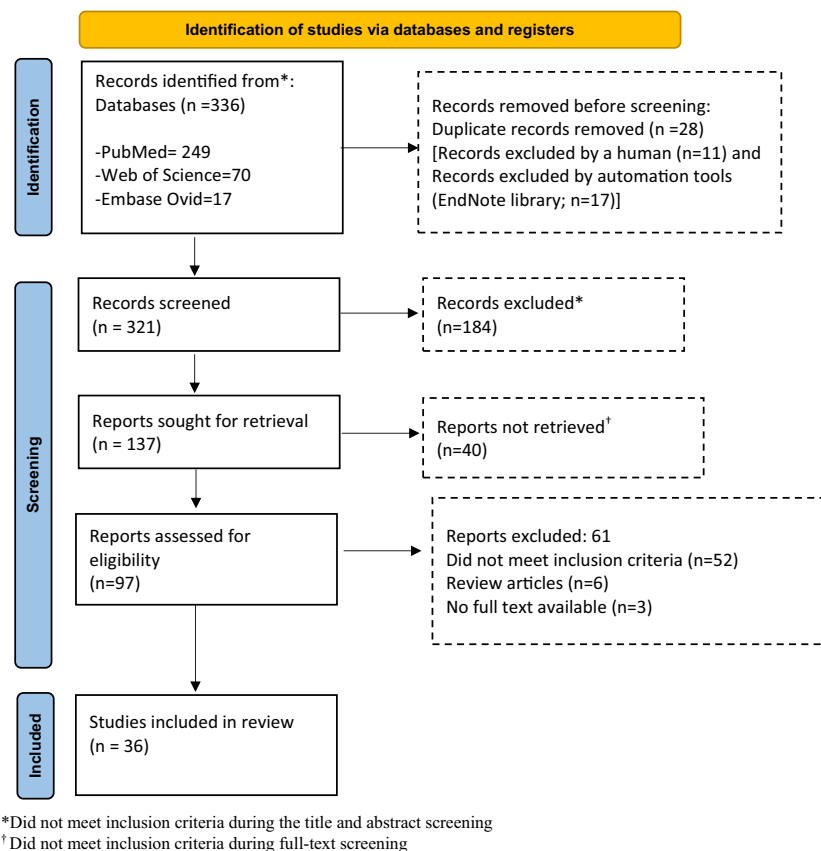 Identification of studies via databases and registers
Identification
Records identified from*:
Databases (n =336)
-PubMed= 249
-Web of Science=70
-Embase Ovid=17
Records removed before screening:
Duplicate records removed (n =28)
[Records excluded by a human (n=11) and
Records excluded by automation tools
(EndNote library; n=17)]
Screening
Records screened
(n = 321)
Records excluded*
(n=184)
Reports sought for retrieval
(n = 137)
Reports not retrieved†
(n=40)
Reports assessed for
eligibility
(n=97)
Reports excluded: 61
Did not meet inclusion criteria (n=52)
Review articles (n=6)
No full text available (n=3)
Included
Studies included in review
(n = 36)
*Did not meet inclusion criteria during the title and abstract screening
†Did not meet inclusion criteria during full-text screening